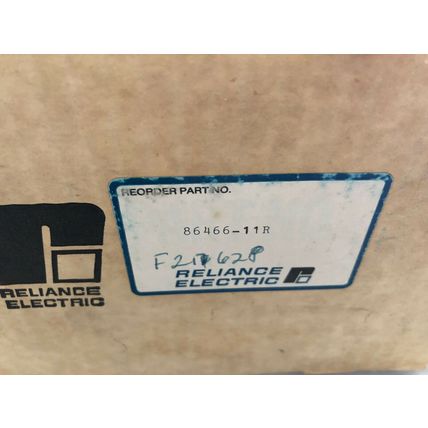 REORDER PART NO.
86466-11R
RELIANCE
ELECTRIC
RELIANCE
ELECTRIC